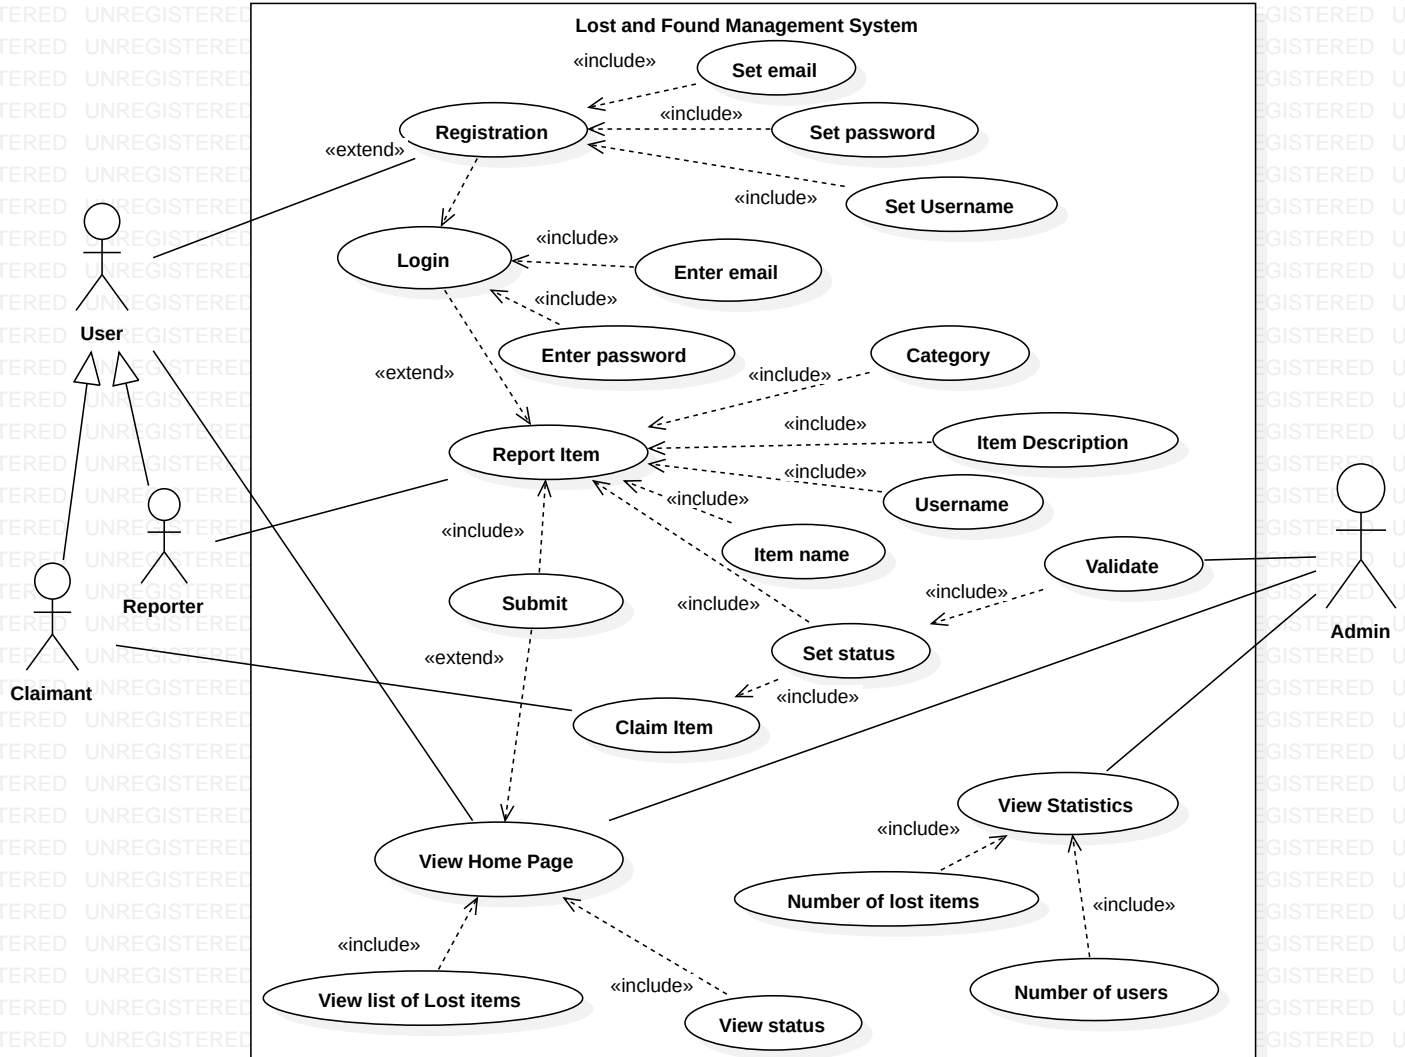 Lost and Found Management System
«include»
Set email
«include»
Registration
Set password
«extend»
«include»
Set Username
«include»
Login
Enter email
«include»
User
Enter password
Category
«extend»
«include»
«include»
Item Description
Report Item
«include»
«include»
Username
«include»
Item name
Validate
«include»
Submit
«include»
Reporter
Admin
«extend»
Set status
Claimant
«include»
Claim Item
View Statistics
«include»
View Home Page
Number of lost items
«include»
«include»
«include»
Number of users
View list of Lost items
View status
UNREGISTERED